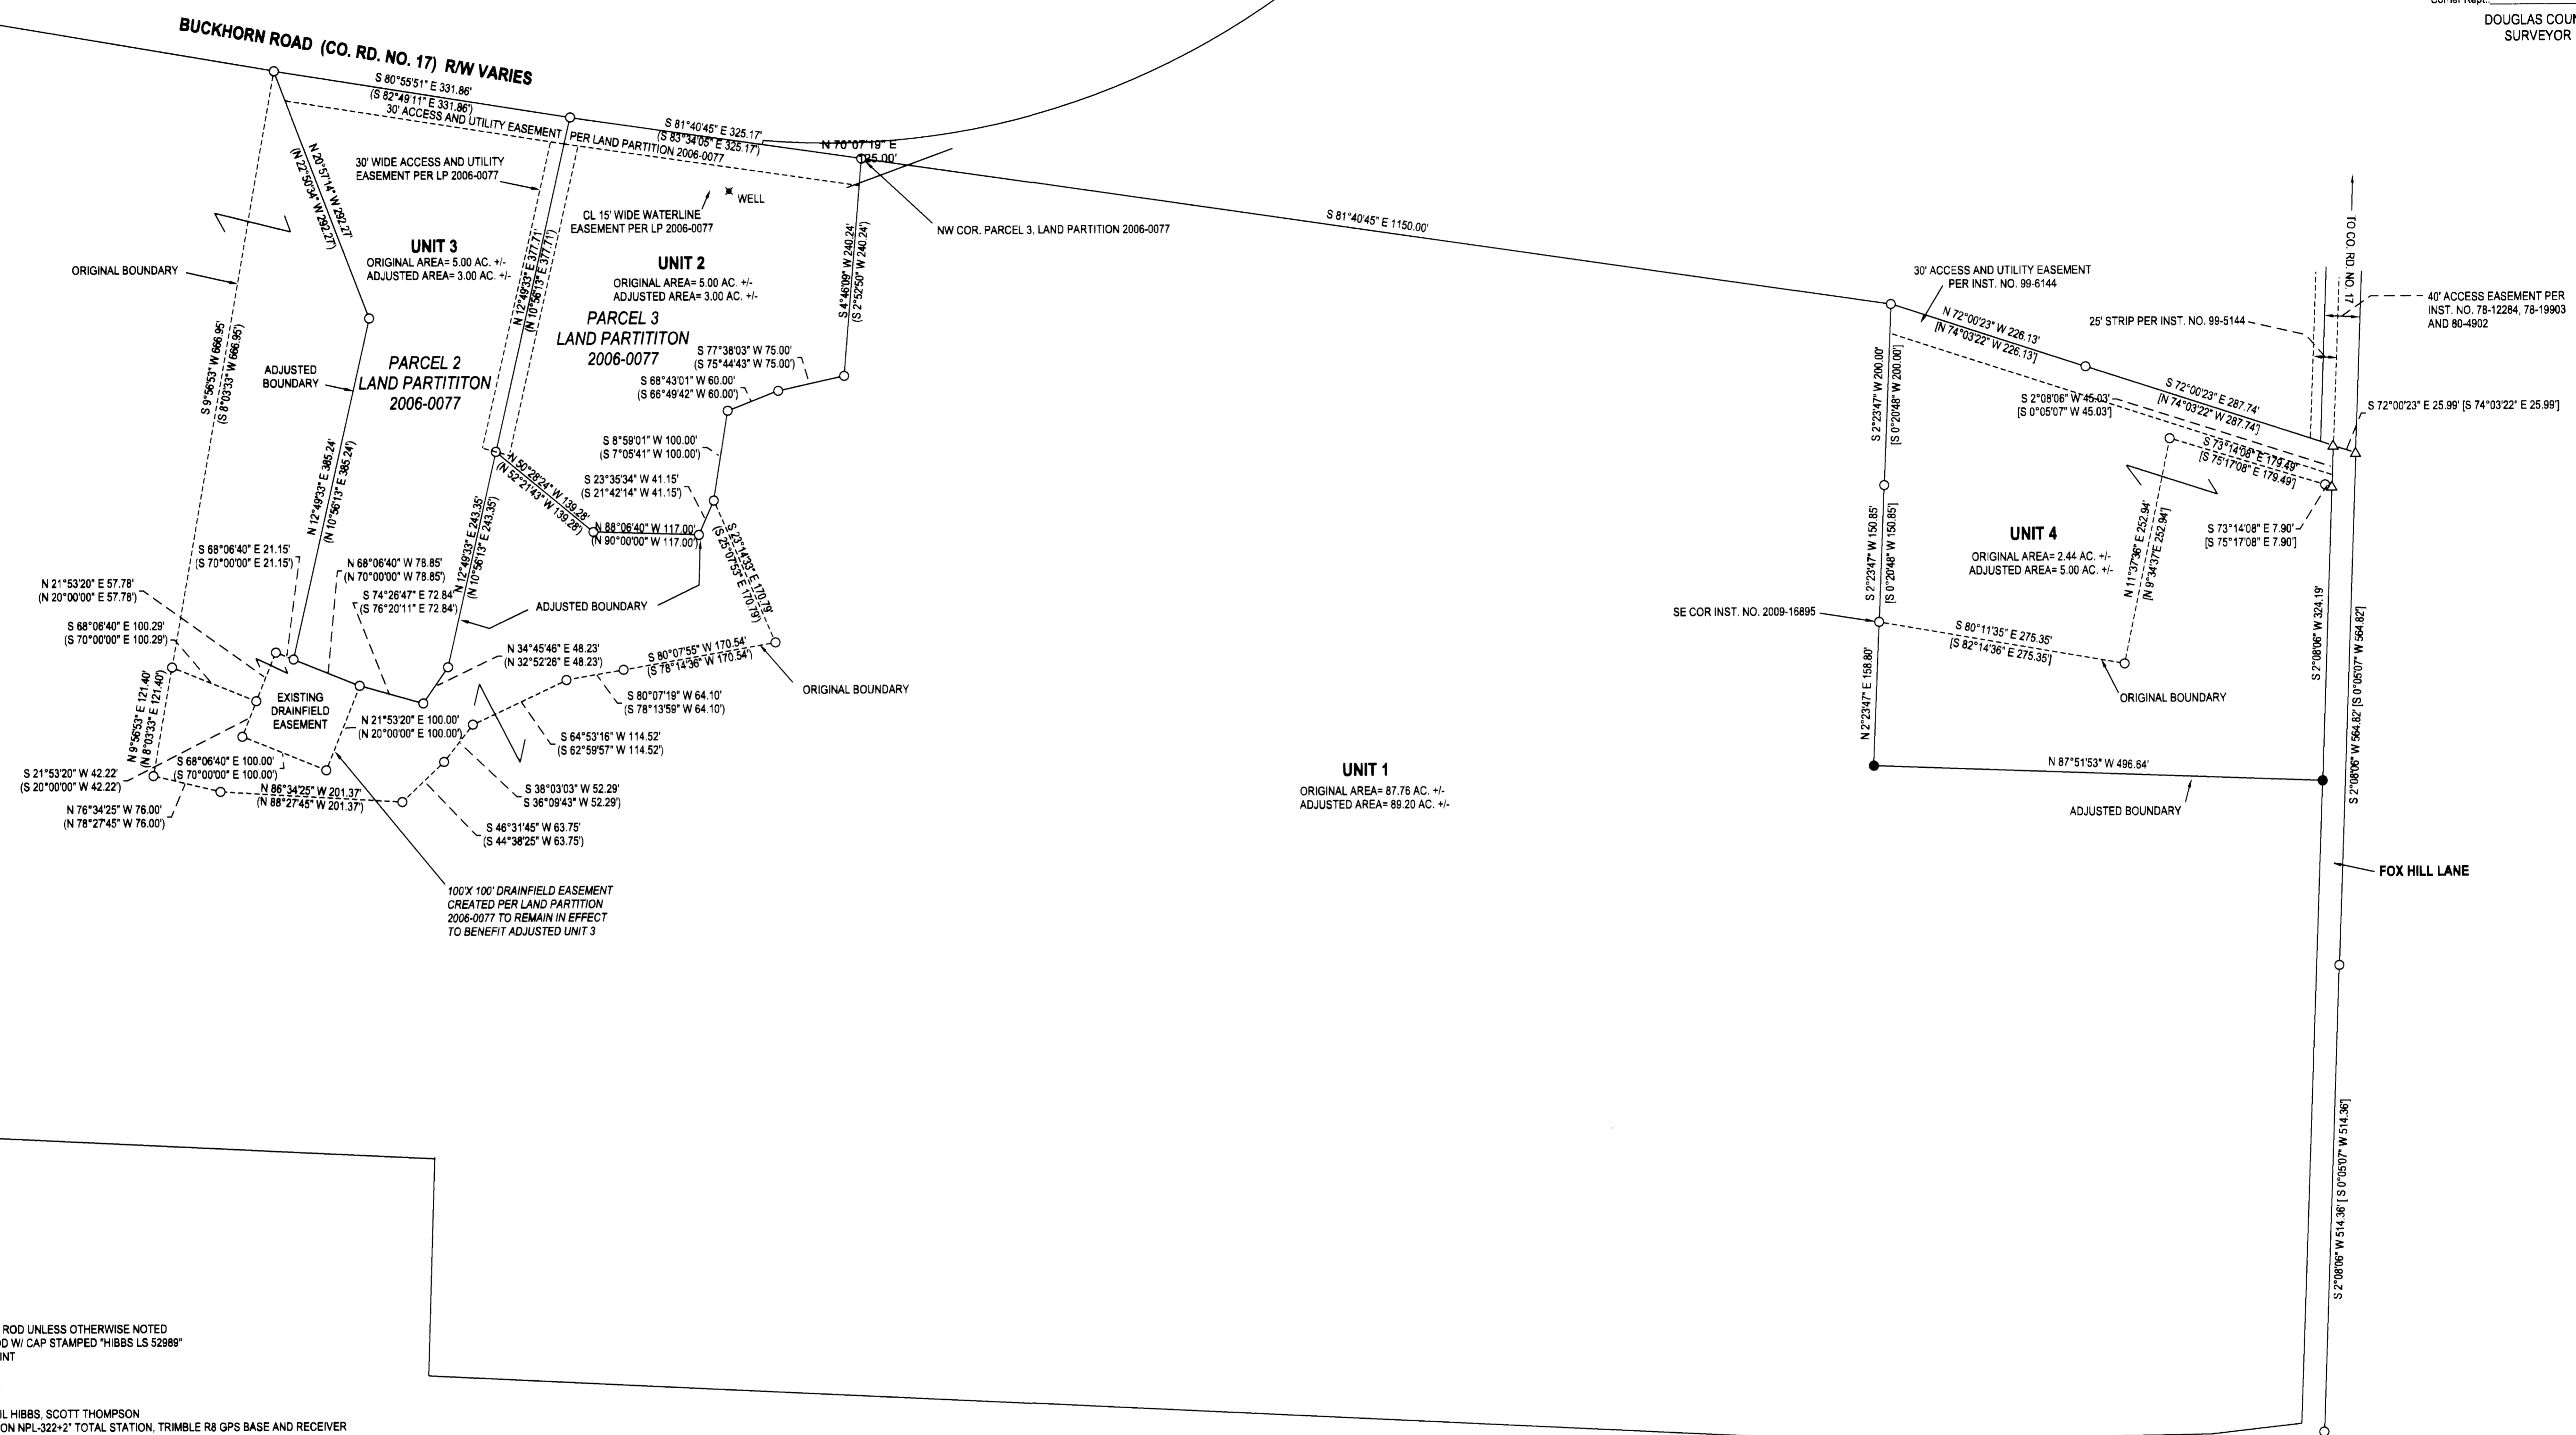 Corner Rept.:
DOUGLAS COUN
SURVEYOR
BUCKHORN ROAD (CO. RD. NO. 17) R/W VARIES
S 80°55'51" E 331.86'
(S 82°49'11" E 331.86')
30' ACCESS AND UTILITY EASEMENT PER LAND PARTITION 2006-0077
S 81°40'45" E 325.17'
(S 83°34'05" E 325.17')
N 70°07'19" E
N 20°57'14" W 292.27'
(N 22°50'34" W 292.27')
30' WIDE ACCESS AND UTILITY
EASEMENT PER LP 2006-0077
WELL
CL 15' WIDE WATERLINE
EASEMENT PER LP 2006-0077
NW COR. PARCEL 3, LAND PARTITION 2006-0077
S 81°40'45" E 1150.00'
ORIGINAL BOUNDARY
UNIT 3
ORIGINAL AREA= 5.00 AC. +/-
ADJUSTED AREA= 3.00 AC. +/-
UNIT 2
ORIGINAL AREA= 5.00 AC. +/-
ADJUSTED AREA= 3.00 AC. +/-
PARCEL 3
LAND PARTITITON
2006-0077
N 12°49'33" E 377.71'
(N 10°56'13" E 377.71')
S 4°46'09" W 240.24'
(S 2°52'50" W 240.24')
S 9°56'53" W 666.95'
(S 8°03'33" W 666.95')
ADJUSTED
BOUNDARY
PARCEL 2
LAND PARTITITON
2006-0077
S 77°38'03" W 75.00'
(S 75°44'43" W 75.00')
S 68°43'01" W 60.00'
(S 66°49'42" W 60.00')
S 8°59'01" W 100.00'
(S 7°05'41" W 100.00')
S 23°35'34" W 41.15'
(S 21°42'14" W 41.15')
N 50°28'24" W 139.28'
(N 52°21'43" W 139.28')
N 88°06'40" W 117.00'
(N 90°00'00" W 117.00')
S 23°14'33" E 170.79'
(S 25°07'53" E 170.79')
N 12°49'33" E 385.24'
(N 10°56'13" E 385.24')
N 12°49'33" E 243.35'
(N 10°56'13" E 243.35')
S 68°06'40" E 21.15'
(S 70°00'00" E 21.15')
N 68°06'40" W 78.85'
(N 70°00'00" W 78.85')
N 21°53'20" E 57.78'
(N 20°00'00" E 57.78')
S 74°26'47" E 72.84'
(S 76°20'11" E 72.84')
ADJUSTED BOUNDARY
S 68°06'40" E 100.29'
(S 70°00'00" E 100.29')
N 34°45'46" E 48.23'
(N 32°52'26" E 48.23')
S 80°07'55" W 170.54'
(S 78°14'36" W 170.54')
ORIGINAL BOUNDARY
N 9°56'53" E 121.40'
(N 8°03'33" E 121.40')
EXISTING
DRAINFIELD
EASEMENT
N 21°53'20" E 100.00'
(N 20°00'00" E 100.00')
S 80°07'19" W 64.10'
(S 78°13'59" W 64.10')
S 64°53'16" W 114.52'
(S 62°59'57" W 114.52')
S 21°53'20" W 42.22'
(S 20°00'00" W 42.22')
S 68°06'40" E 100.00'
(S 70°00'00" E 100.00')
N 76°34'25" W 76.00'
(N 78°27'45" W 76.00')
N 86°34'25" W 201.37'
(N 88°27'45" W 201.37')
S 38°03'03" W 52.29'
(S 36°09'43" W 52.29')
S 46°31'45" W 63.75'
(S 44°38'25" W 63.75')
100'X 100' DRAINFIELD EASEMENT
CREATED PER LAND PARTITION
2006-0077 TO REMAIN IN EFFECT
TO BENEFIT ADJUSTED UNIT 3
UNIT 1
ORIGINAL AREA= 87.76 AC. +/-
ADJUSTED AREA= 89.20 AC. +/-
30' ACCESS AND UTILITY EASEMENT
PER INST. NO. 99-6144
N 72°00'23" W 226.13'
[N 74°03'22" W 226.13']
25' STRIP PER INST. NO. 99-5144
TO CO. RD. NO. 17
40' ACCESS EASEMENT PER
INST. NO. 78-12284, 78-19903
AND 80-4902
S 2°23'47" W 200.00'
[S 0°20'48" W 200.00']
S 72°00'23" E 287.74'
[N 74°03'22" W 287.74']
S 2°08'06" W 45.03'
[S 0°05'07" W 45.03']
S 72°00'23" E 25.99' [S 74°03'22" E 25.99']
S 73°14'08" E 179.49'
[S 75°17'08" E 179.49']
S 2°23'47" W 150.85'
[S 0°20'48" W 150.85']
UNIT 4
ORIGINAL AREA= 2.44 AC. +/-
ADJUSTED AREA= 5.00 AC. +/-
N 11°37'36" E 252.94'
[N 9°34'37"E 252.94']
S 73°14'08" E 7.90'
[S 75°17'08" E 7.90']
SE COR INST. NO. 2009-16895
S 80°11'35" E 275.35'
[S 82°14'36" E 275.35']
ORIGINAL BOUNDARY
S 2°08'06" W 324.19'
S 2°08'06" W 564.82' [S 0°05'07" W 564.82']
N 2°23'47" E 158.80'
N 87°51'53" W 496.64'
ADJUSTED BOUNDARY
FOX HILL LANE
S 2°08'06" W 514.36' [ S 0°05'07" W 514.36']
ROD UNLESS OTHERWISE NOTED
OD W/ CAP STAMPED "HIBBS LS 52989"
INT
IL HIBBS, SCOTT THOMPSON
ON NPL-322+2" TOTAL STATION, TRIMBLE R8 GPS BASE AND RECEIVER